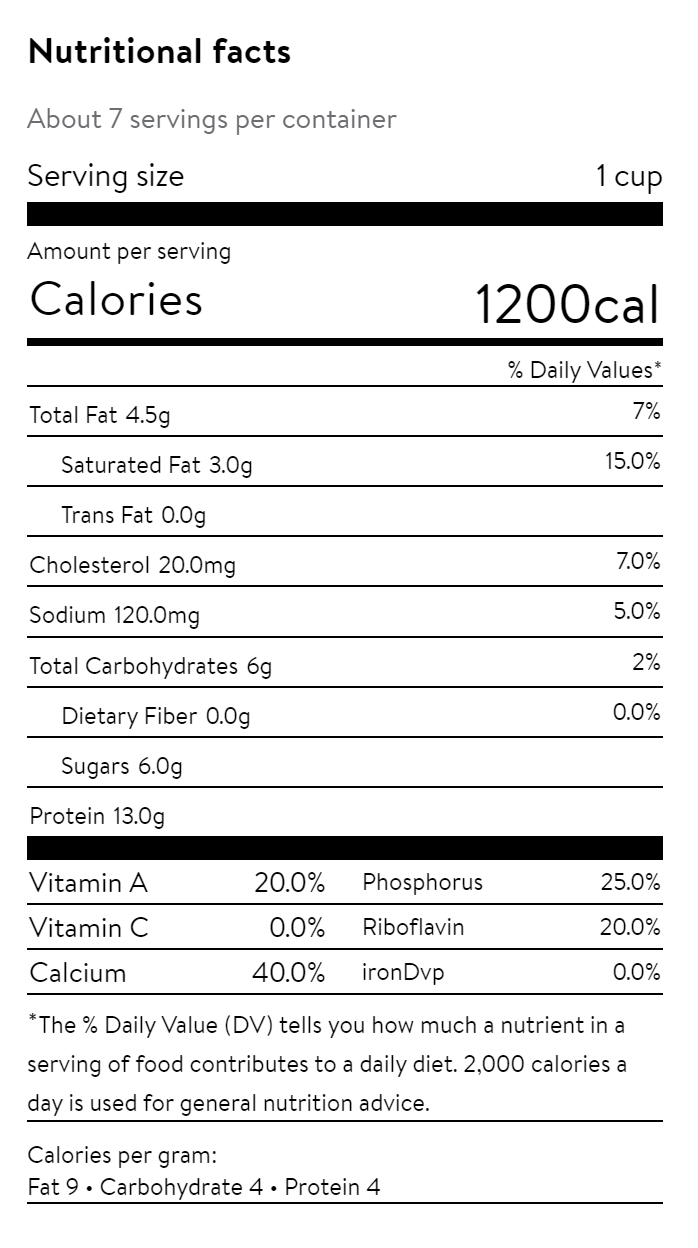 Nutritional facts
About 7 servings per container
Serving size 1 cup
Amount per serving
Calories 1200cal
% Daily Values*
Total Fat 4.5g 7%
Saturated Fat 3.0g 15.0%
Trans Fat 0.0g
Cholesterol 20.0mg 7.0%
Sodium 120.0mg 5.0%
Total Carbohydrates 6g 2%
Dietary Fiber 0.0g 0.0%
Sugars 6.0g
Protein 13.0g
Vitamin A 20.0% Phosphorus 25.0%
Vitamin C 0.0% Riboflavin 20.0%
Calcium 40.0% ironDvp 0.0%
*The % Daily Value (DV) tells you how much a nutrient in a
serving of food contributes to a daily diet. 2,000 calories a
day is used for general nutrition advice.
Calories per gram:
Fat 9 • Carbohydrate 4 • Protein 4